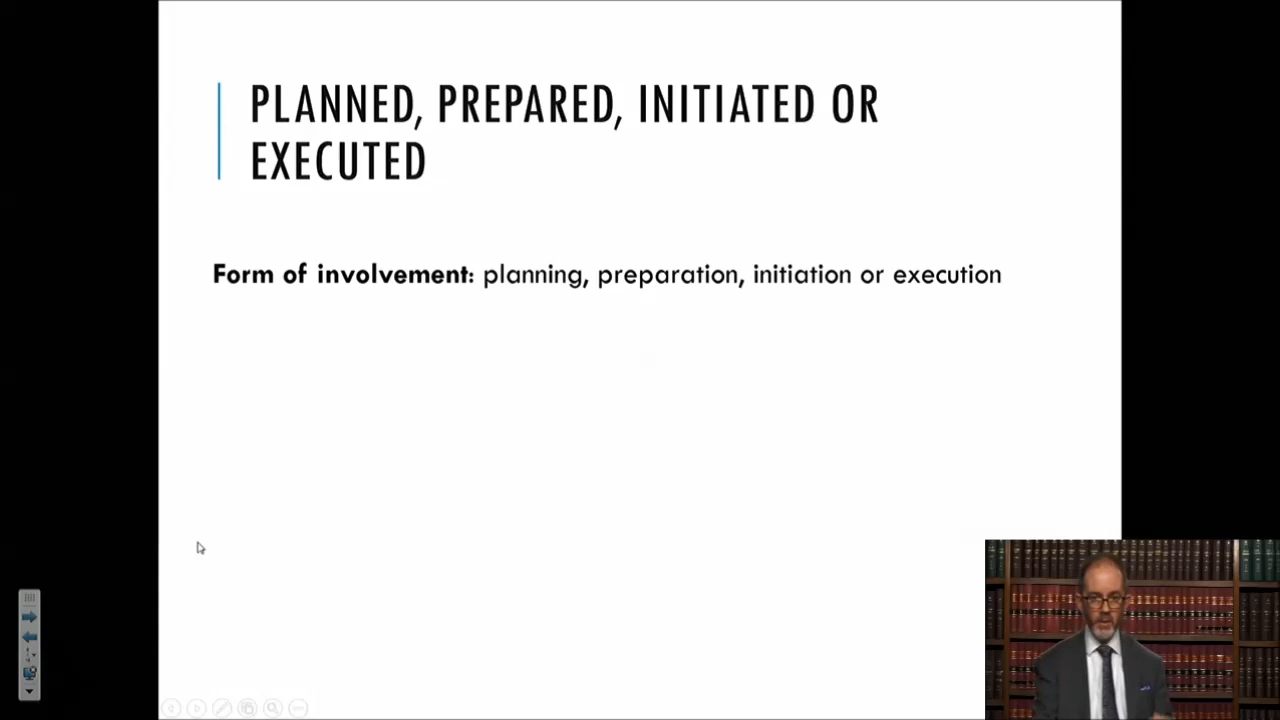 PLANNED, PREPARED, INITIATED OR
EXECUTED
Form of involvement: planning, preparation, initiation or execution